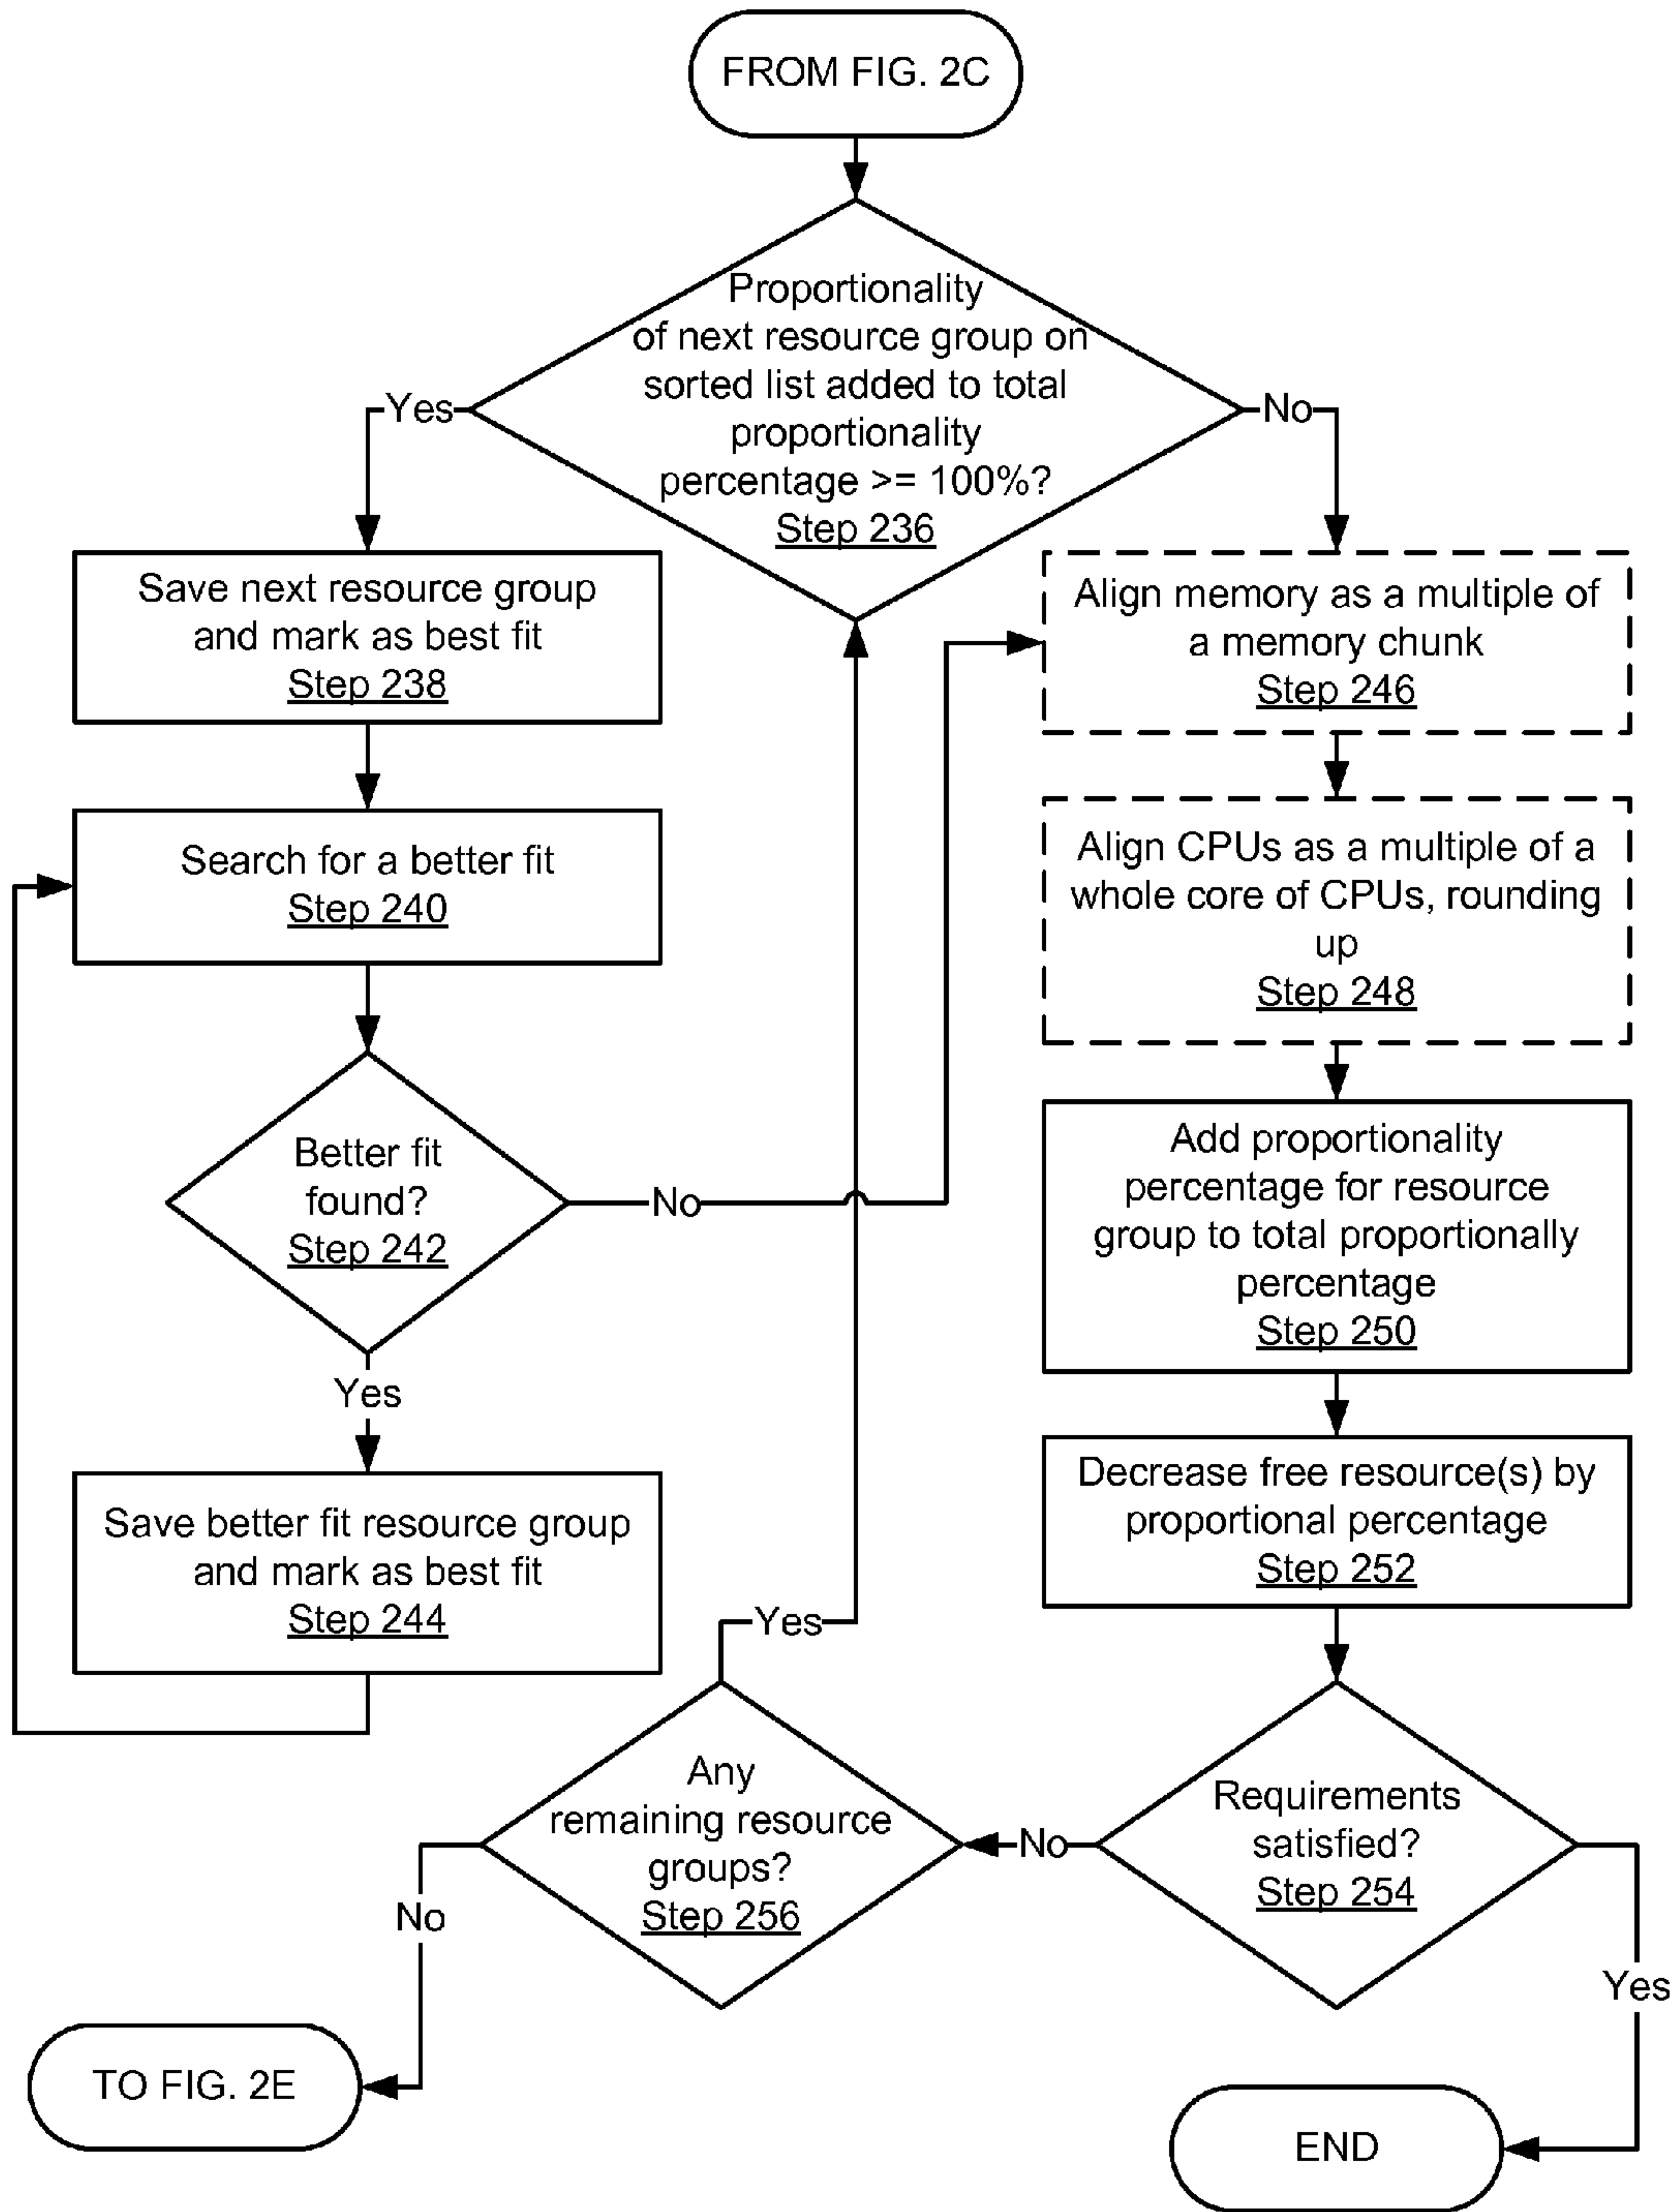 FROM FIG. 2C
Proportionality
of next resource group on
sorted list added to total
proportionality
percentage >= 100%?
Step 236
Yes
No
Save next resource group
and mark as best fit
Step 238
Align memory as a multiple of
a memory chunk
Step 246
Search for a better fit
Step 240
Align CPUs as a multiple of a
whole core of CPUs, rounding
up
Step 248
Better fit
found?
Step 242
No
Yes
Add proportionality
percentage for resource
group to total proportionally
percentage
Step 250
Save better fit resource group
and mark as best fit
Step 244
Decrease free resource(s) by
proportional percentage
Step 252
Yes
Any
remaining resource
groups?
Step 256
No
Requirements
satisfied?
Step 254
No
Yes
TO FIG. 2E
END